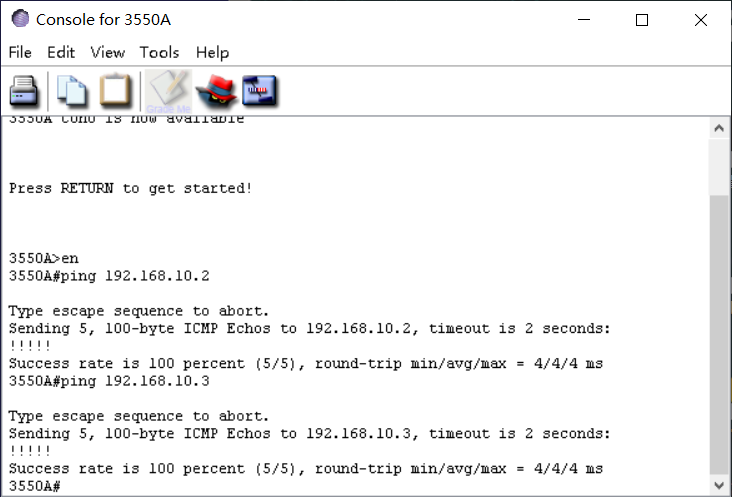 Console for 3550A
File Edit View Tools Help
Grade Me
3550A con0 is now available
Press RETURN to get started!
3550A>en
3550A#ping 192.168.10.2
Type escape sequence to abort.
Sending 5, 100-byte ICMP Echos to 192.168.10.2, timeout is 2 seconds:
!!!!!
Success rate is 100 percent (5/5), round-trip min/avg/max = 4/4/4 ms
3550A#ping 192.168.10.3
Type escape sequence to abort.
Sending 5, 100-byte ICMP Echos to 192.168.10.3, timeout is 2 seconds:
!!!!!
Success rate is 100 percent (5/5), round-trip min/avg/max = 4/4/4 ms
3550A#